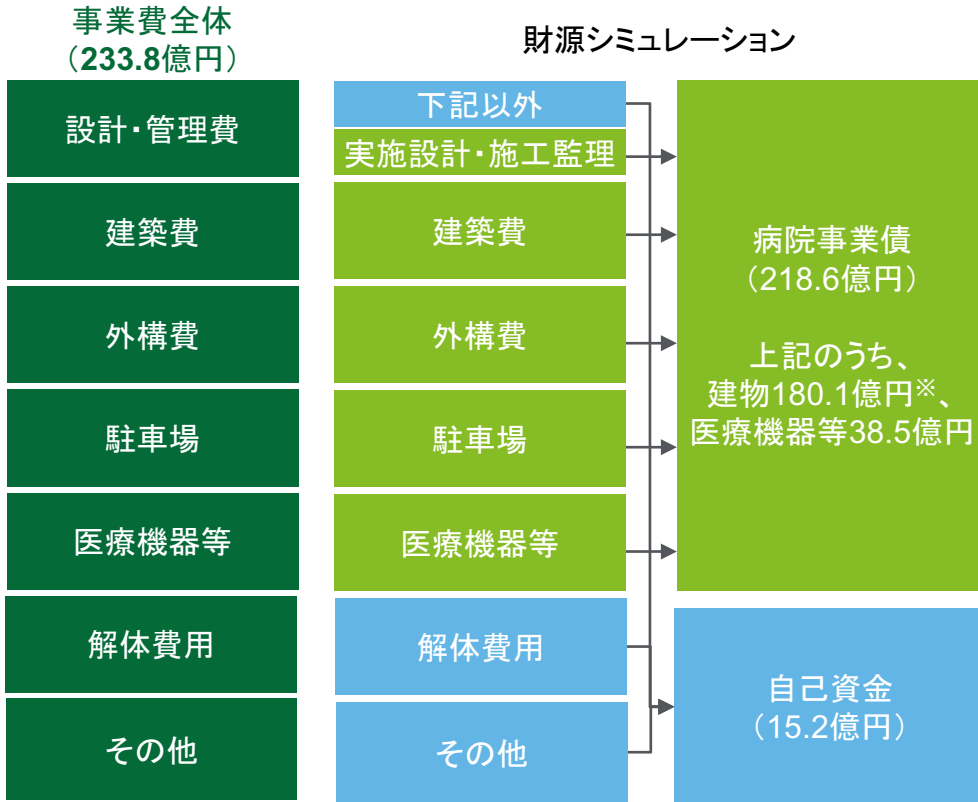 事業費全体
（233.8億円）
設計・管理費
建築費
外構費
駐車場
医療機器等
解体費用
その他
財源シミュレーション
下記以外
実施設計・施工監理
建築費
外構費
駐車場
医療機器等
解体費用
その他
病院事業債
（218.6億円）
上記のうち、
建物180.1億円※、
医療機器等38.5億円
自己資金
（15.2億円）